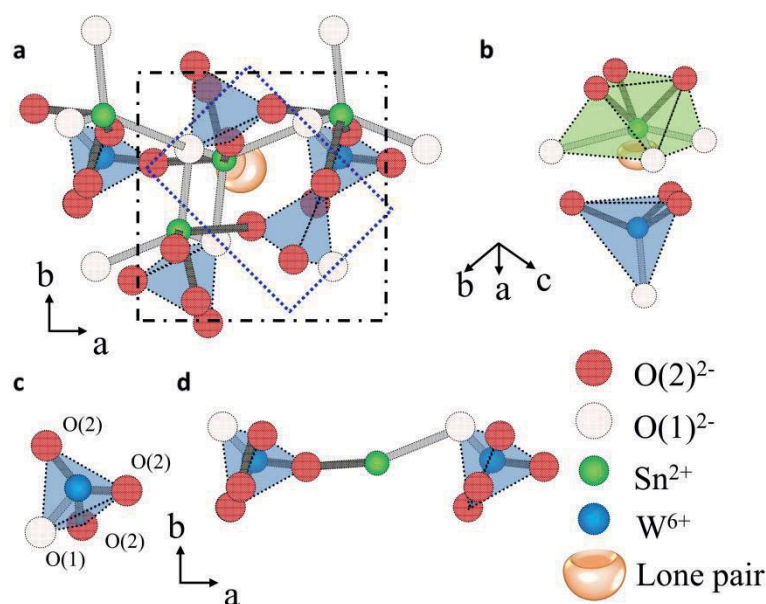 a
b
a
b
b
a
c
c
O(2)
O(2)
O(2)
O(1)
d
b
a
O(2)²⁻
O(1)²⁻
Sn²⁺
W⁶⁺
Lone pair